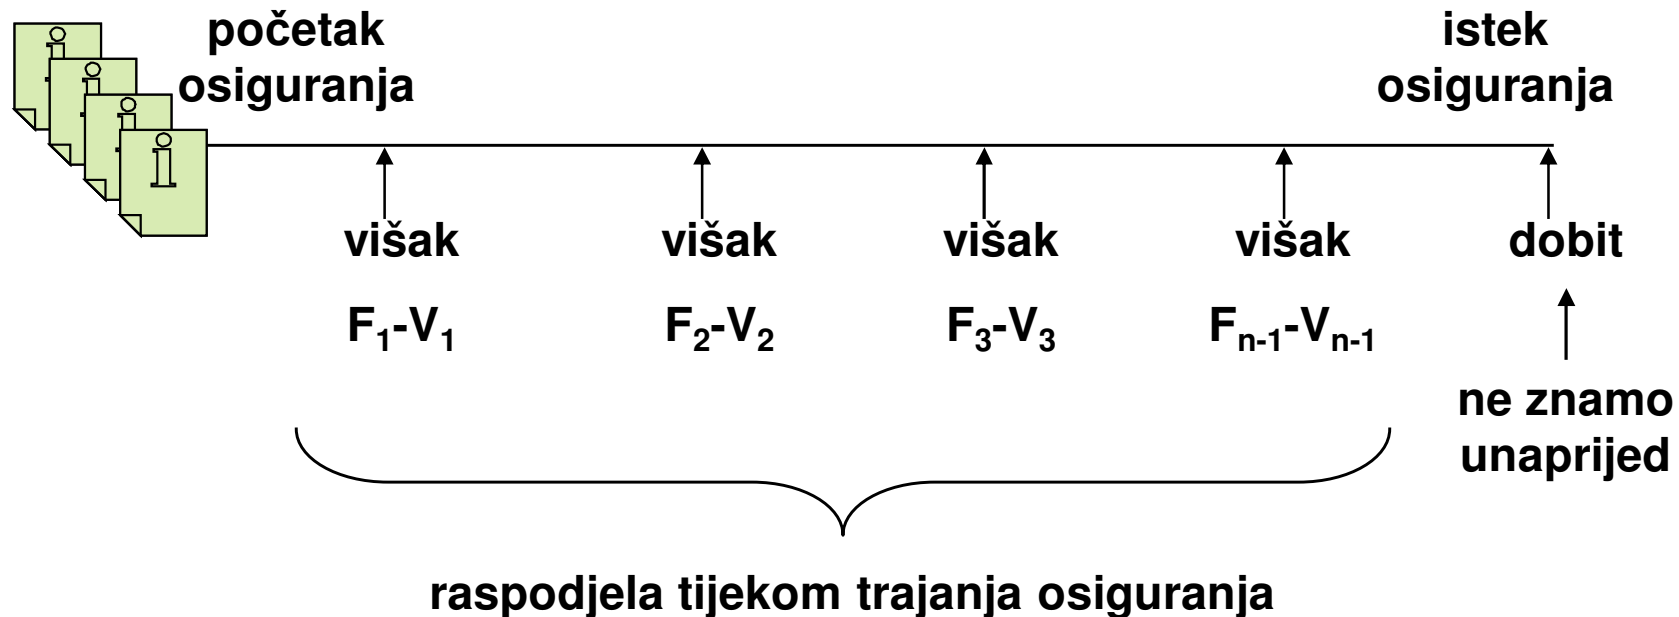 početak
osiguranja
istek
osiguranja
i
i
i
i
višak višak višak višak dobit
F₁-V₁ F₂-V₂ F₃-V₃ Fₙ₋₁-Vₙ₋₁
ne znamo
unaprijed
raspodjela tijekom trajanja osiguranja